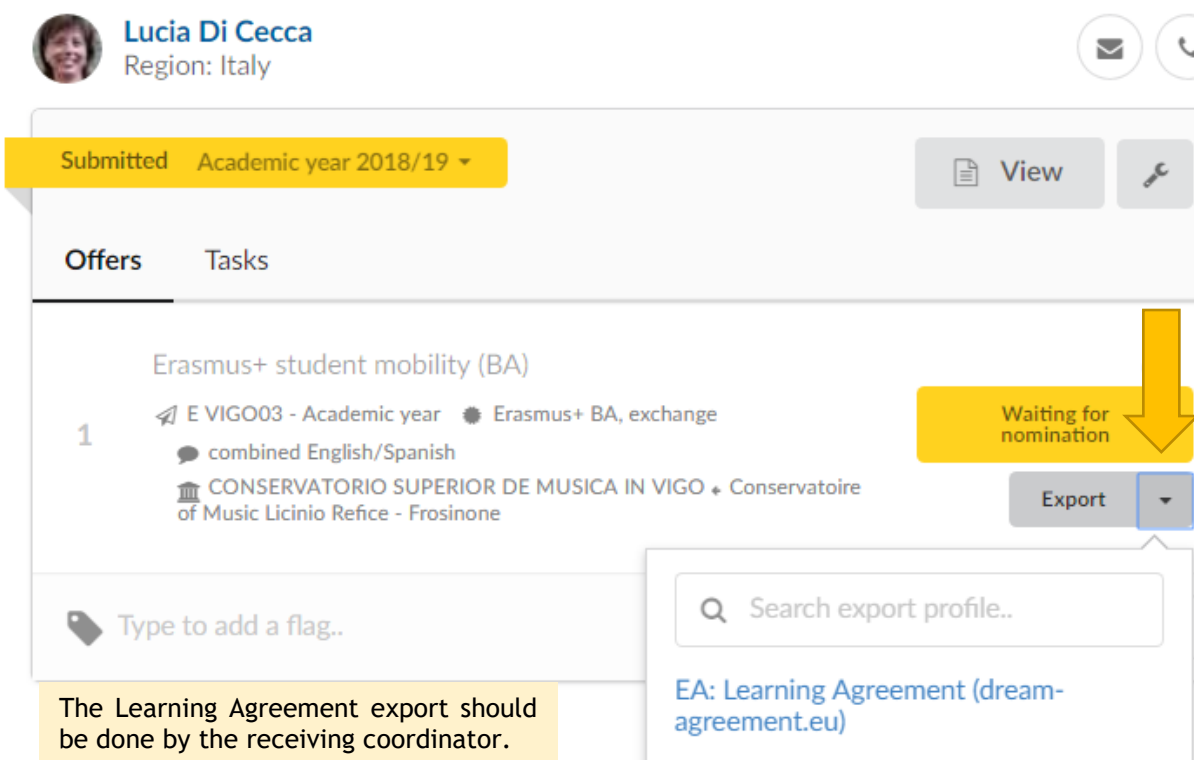 Lucia Di Cecca
Region: Italy
Submitted Academic year 2018/19
View
Offers Tasks
Erasmus+ student mobility (BA)
1
E VIGO03 - Academic year Erasmus+ BA, exchange
combined English/Spanish
CONSERVATORIO SUPERIOR DE MUSICA IN VIGO Conservatoire
of Music Licinio Refice - Frosinone
Waiting for
nomination
Export
Type to add a flag..
Search export profile..
EA: Learning Agreement (dream-
agreement.eu)
The Learning Agreement export should
be done by the receiving coordinator.